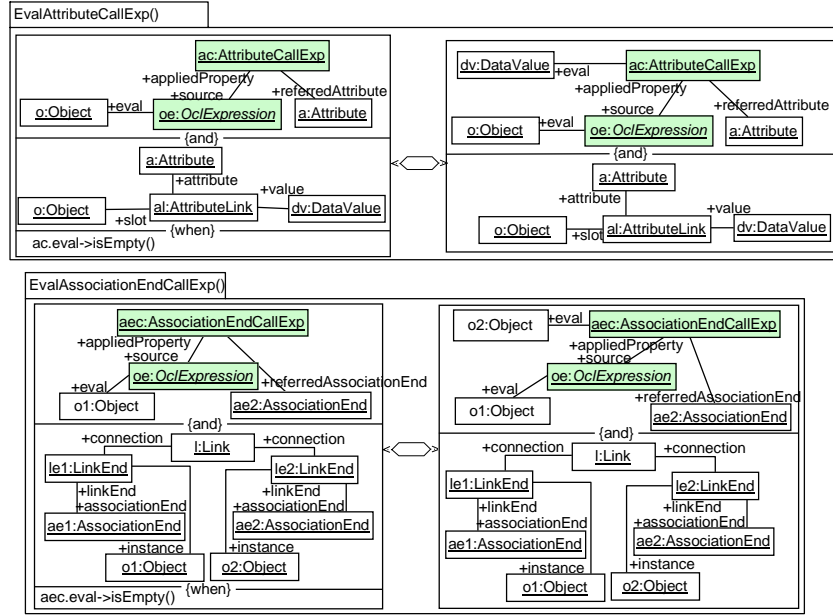 EvalAttributeCallExp()
ac:AttributeCallExp
+appliedProperty
+source
+referredAttribute
o:Object
+eval
oe:OclExpression
a:Attribute
{and}
a:Attribute
+attribute
+value
o:Object
al:AttributeLink
dv:DataValue
+slot
{when}
ac.eval->isEmpty()
dv:DataValue
+eval
ac:AttributeCallExp
+appliedProperty
+source
+referredAttribute
o:Object
+eval
oe:OclExpression
a:Attribute
{and}
a:Attribute
+attribute
+value
o:Object
+slot
al:AttributeLink
dv:DataValue
EvalAssociationEndCallExp()
aec:AssociationEndCallExp
+appliedProperty
+source
oe:OclExpression
+eval
+referredAssociationEnd
o1:Object
ae2:AssociationEnd
{and}
+connection
l:Link
+connection
le1:LinkEnd
le2:LinkEnd
+linkEnd
+associationEnd
+linkEnd
+associationEnd
ae1:AssociationEnd
ae2:AssociationEnd
+instance
+instance
o1:Object
o2:Object
{when}
aec.eval->isEmpty()
o2:Object
+eval
aec:AssociationEndCallExp
+appliedProperty
+source
oe:OclExpression
+eval
+referredAssociationEnd
o1:Object
ae2:AssociationEnd
{and}
+connection
l:Link
+connection
le1:LinkEnd
le2:LinkEnd
+linkEnd
+associationEnd
+linkEnd
+associationEnd
ae1:AssociationEnd
ae2:AssociationEnd
+instance
+instance
o1:Object
o2:Object